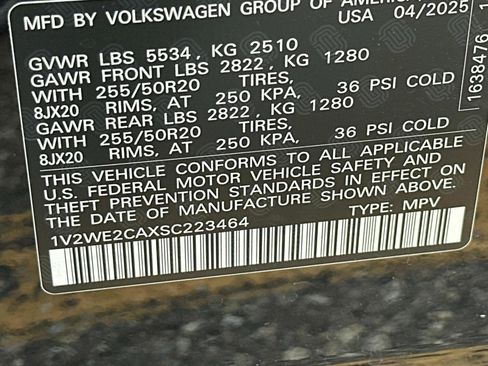 MFD BY VOLKSWAGEN GROUP OF
USA 04/2025
GVWR LBS 5534, KG 2510
GAWR FRONT LBS 2822, KG 1280
WITH 255/50R20 TIRES,
8JX20 RIMS, AT 250 KPA, 36 PSI COLD
GAWR REAR LBS 2822, KG 1280
WITH 255/50R20 TIRES,
8JX20 RIMS, AT 250 KPA, 36 PSI COLD
THIS VEHICLE CONFORMS TO ALL APPLICABLE
U.S. FEDERAL MOTOR VEHICLE SAFETY AND
THEFT PREVENTION STANDARDS IN EFFECT ON
THE DATE OF MANUFACTURE SHOWN ABOVE.
1V2WE2CAXSC223464 TYPE: MPV
1638476